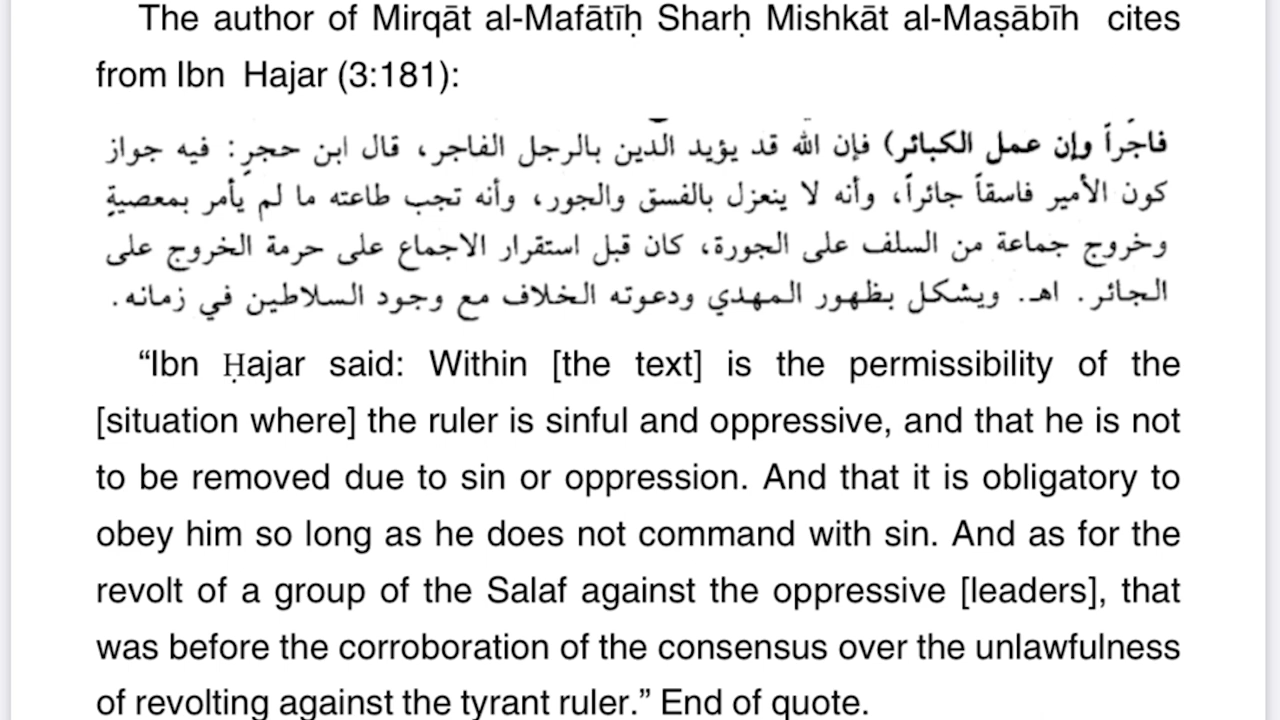 The author of Mirqāt al-Mafātīḥ Sharḥ Mishkāt al-Maṣābīh cites
from Ibn Hajar (3:181):
فاجراً وإن عمل الكبائر) فإن الله قد يؤيد الدين بالرجل الفاجر، قال ابن حجرٍ: فيه جواز
كون الأمير فاسقاً جائراً، وأنه لا ينعزل بالفسق والجور، وأنه تجب طاعته ما لم يأمر بمعصيةٍ
وخروج جماعة من السلف على الجورة، كان قبل استقرار الاجماع على حرمة الخروج على
الجائر. اهـ. ويشكل بظهور المهدي ودعوته الخلاف مع وجود السلاطين في زمانه.
“Ibn Ḥajar said: Within [the text] is the permissibility of the
[situation where] the ruler is sinful and oppressive, and that he is not
to be removed due to sin or oppression. And that it is obligatory to
obey him so long as he does not command with sin. And as for the
revolt of a group of the Salaf against the oppressive [leaders], that
was before the corroboration of the consensus over the unlawfulness
of revolting against the tyrant ruler.” End of quote.